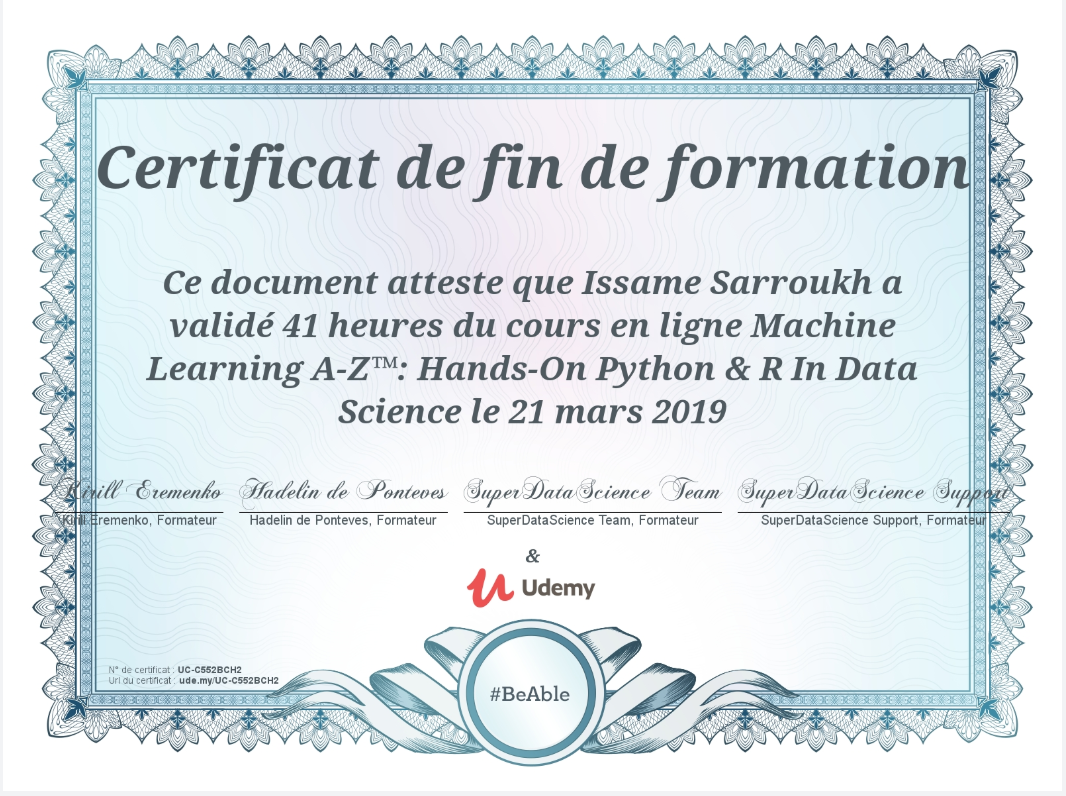 Certificat de fin de formation
Ce document atteste que Issame Sarroukh a
validé 41 heures du cours en ligne Machine
Learning A-Z™: Hands-On Python & R In Data
Science le 21 mars 2019
Kirill Eremenko Hadelin de Ponteves SuperDataScience Team SuperDataScience Support
Kirill Eremenko, Formateur Hadelin de Ponteves, Formateur SuperDataScience Team, Formateur SuperDataScience Support, Formateur
&
Udemy
N° de certificat : UC-C552BCH2
Url du certificat : ude.my/UC-C552BCH2
#BeAble